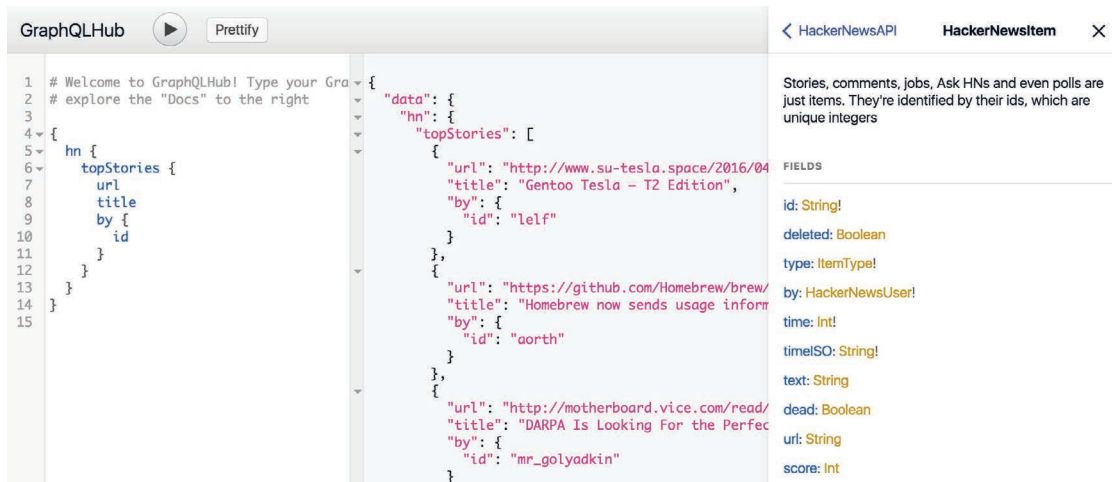 GraphQLHub
Prettify
1 # Welcome to GraphQLHub! Type your Gra
2 # explore the "Docs" to the right
3
4 {
5 hn {
6 topStories {
7 url
8 title
9 by {
10 id
11 }
12 }
13 }
14 }
15
{
"data": {
"hn": {
"topStories": [
{
"url": "http://www.su-tesla.space/2016/04
"title": "Gentoo Tesla – T2 Edition",
"by": {
"id": "lelf"
}
},
{
"url": "https://github.com/Homebrew/brew/
"title": "Homebrew now sends usage inform
"by": {
"id": "aorth"
}
},
{
"url": "http://motherboard.vice.com/read/
"title": "DARPA Is Looking For the Perfec
"by": {
"id": "mr_golyadkin"
}
HackerNewsAPI
HackerNewsItem
Stories, comments, jobs, Ask HNs and even polls are
just items. They're identified by their ids, which are
unique integers
FIELDS
id: String!
deleted: Boolean
type: ItemType!
by: HackerNewsUser!
time: Int!
timeISO: String!
text: String
dead: Boolean
url: String
score: Int